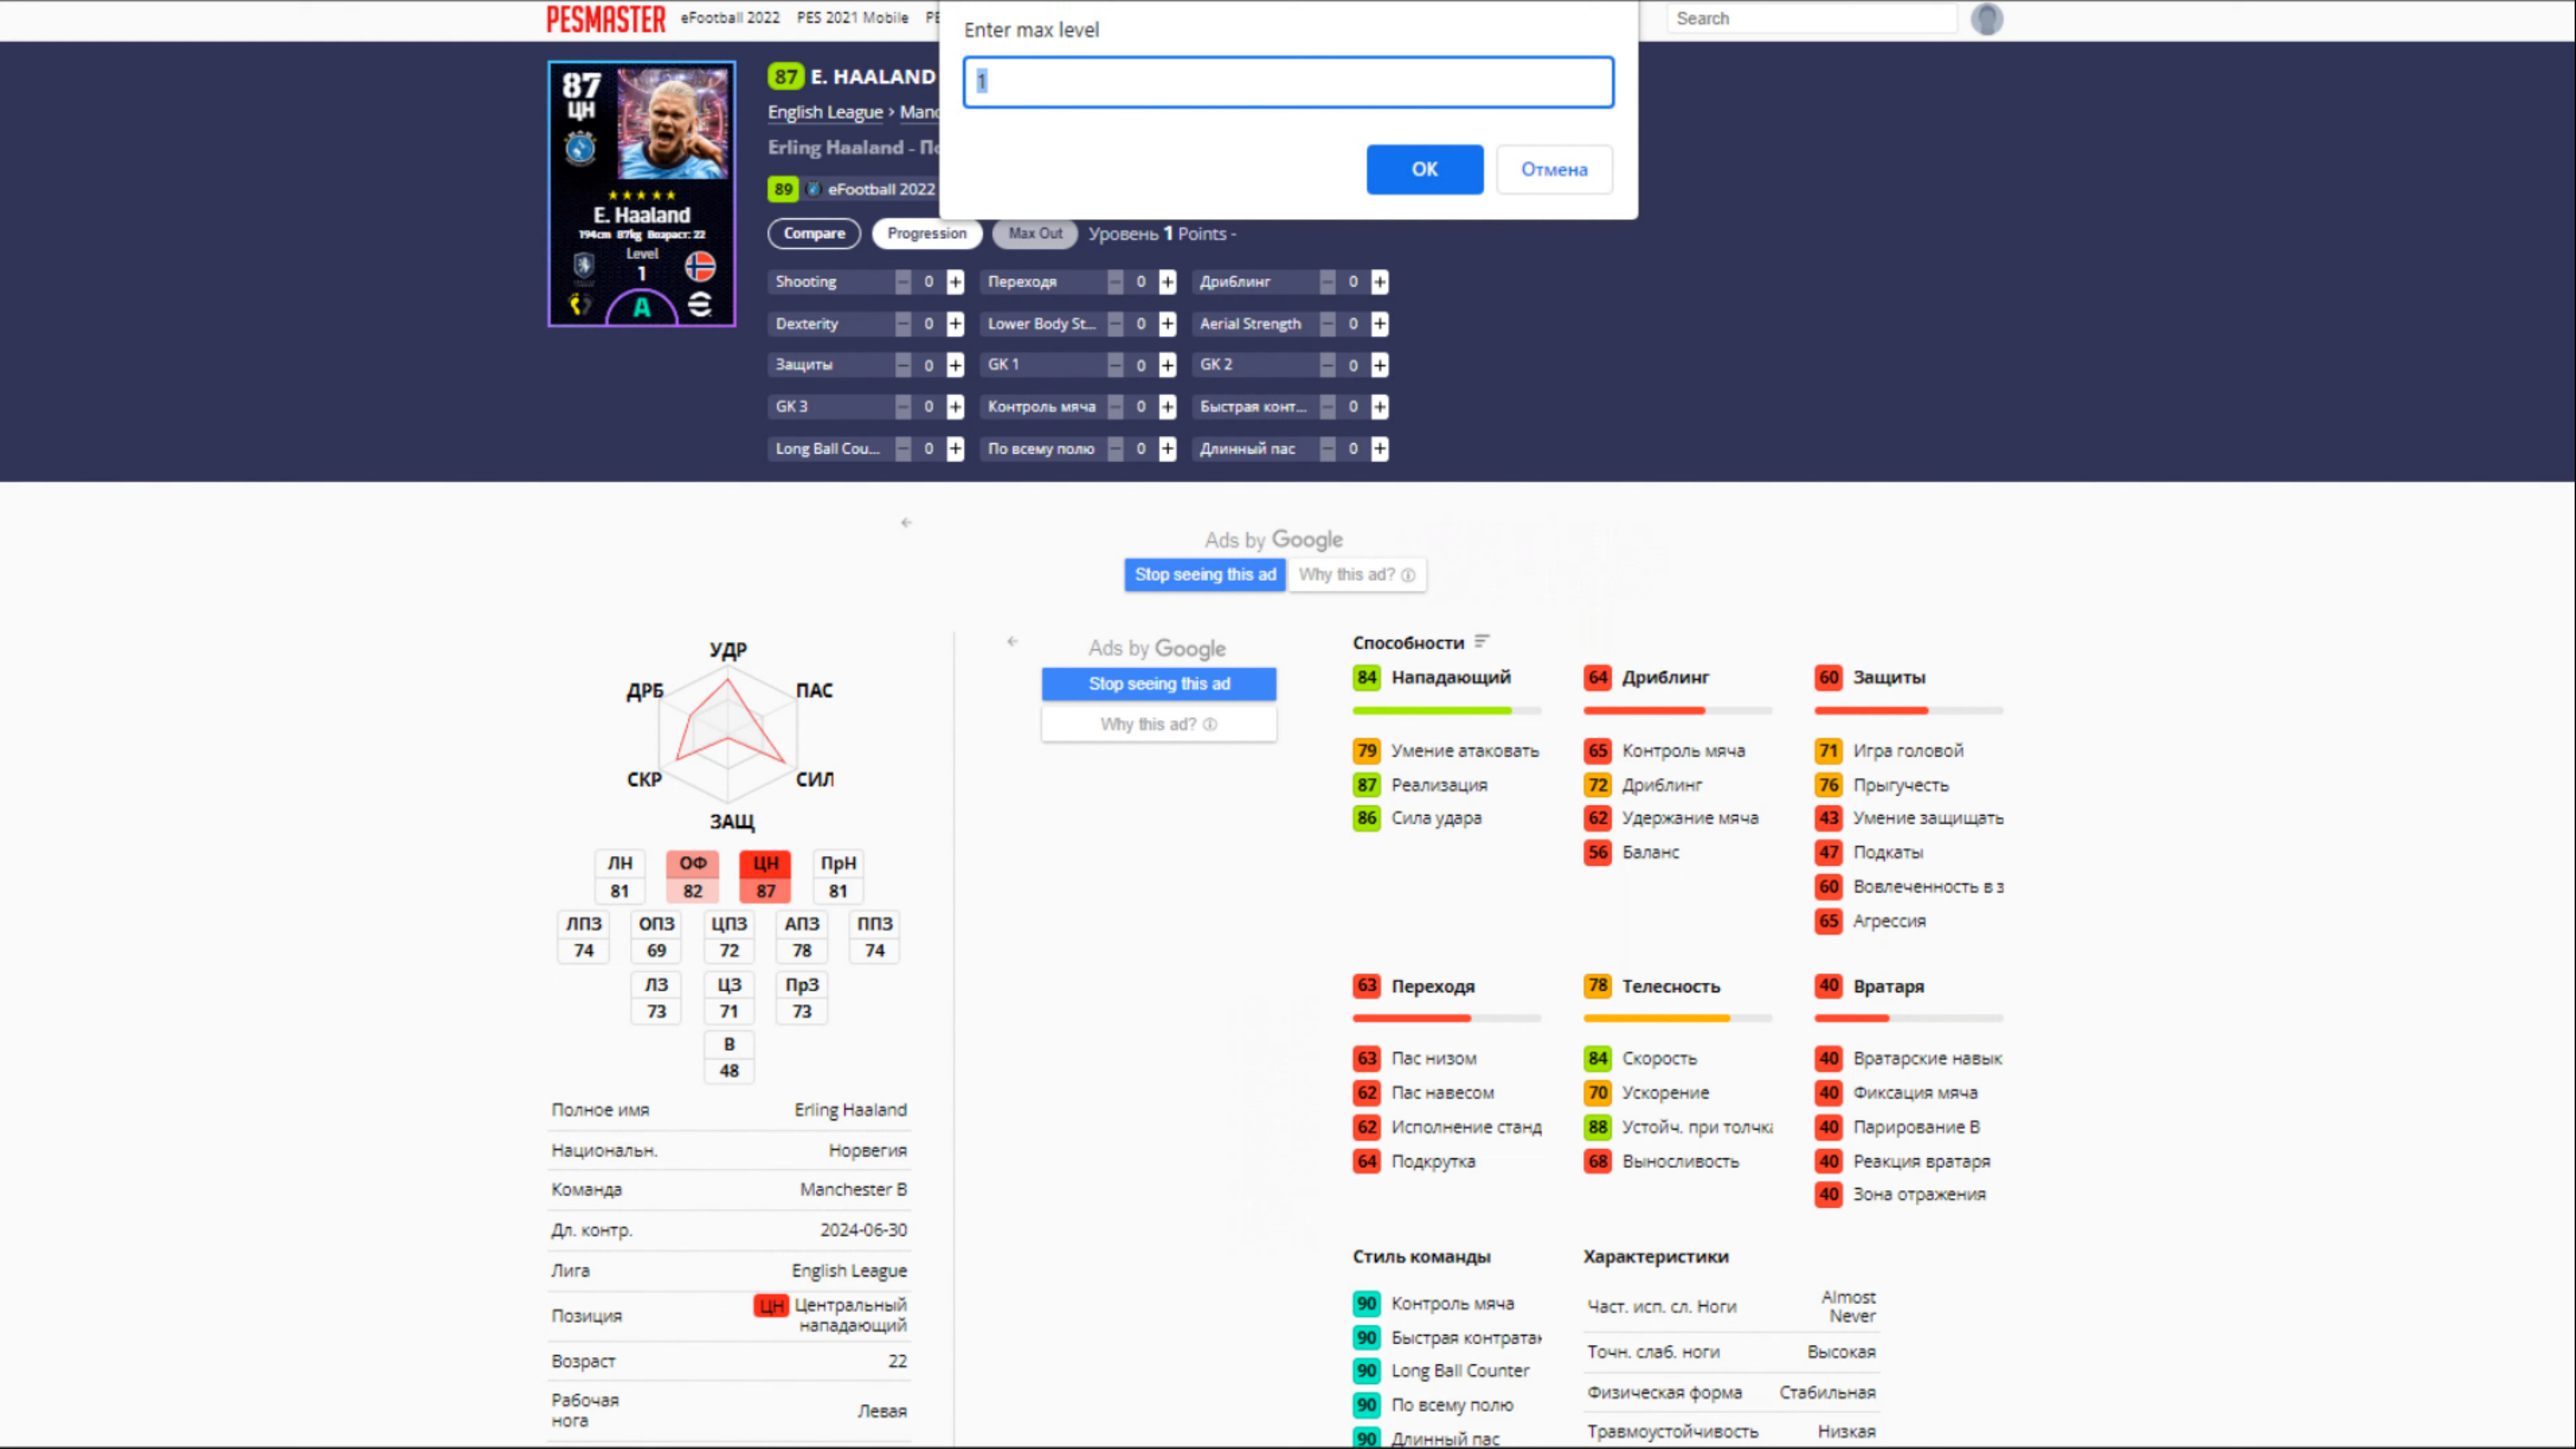 PESMASTER eFootball 2022 PES 2021 Mobile PE
Search
Enter max level
1
OK Отмена
87
ЦН
E. Haaland
194cm 87kg Возраст: 22
Level
1
A
87 E. HAALAND
English League > Manc
Erling Haaland - По
89 eFootball 2022
Compare Progression Max Out Уровень 1 Points -
Shooting - 0 + Переходя - 0 + Дриблинг - 0 +
Dexterity - 0 + Lower Body St... - 0 + Aerial Strength - 0 +
Защиты - 0 + GK 1 - 0 + GK 2 - 0 +
GK 3 - 0 + Контроль мяча - 0 + Быстрая конт... - 0 +
Long Ball Cou... - 0 + По всему полю - 0 + Длинный пас - 0 +
Ads by Google
Stop seeing this ad Why this ad?
УДР
ДРБ ПАС
СКР СИЛ
ЗАЩ
ЛН ОФ ЦН ПрН
81 82 87 81
ЛПЗ ОПЗ ЦПЗ АПЗ ППЗ
74 69 72 78 74
ЛЗ ЦЗ ПрЗ
73 71 73
В
48
Полное имя Erling Haaland
Национальн. Норвегия
Команда Manchester B
Дл. контр. 2024-06-30
Лига English League
Позиция ЦН Центральный
нападающий
Возраст 22
Рабочая
нога Левая
Ads by Google
Stop seeing this ad
Why this ad?
Способности
84 Нападающий
79 Умение атаковать
87 Реализация
86 Сила удара
64 Дриблинг
65 Контроль мяча
72 Дриблинг
62 Удержание мяча
56 Баланс
60 Защиты
71 Игра головой
76 Прыгучесть
43 Умение защищать
47 Подкаты
60 Вовлеченность в з
65 Агрессия
63 Переходя
63 Пас низом
62 Пас навесом
62 Исполнение станд
64 Подкрутка
78 Телесность
84 Скорость
70 Ускорение
88 Устойч. при толчка
68 Выносливость
40 Вратаря
40 Вратарские навык
40 Фиксация мяча
40 Парирование В
40 Реакция вратаря
40 Зона отражения
Стиль команды
90 Контроль мяча
90 Быстрая контратак
90 Long Ball Counter
90 По всему полю
90 Длинный пас
Характеристики
Част. исп. сл. Ноги Almost
Never
Точн. слаб. ноги Высокая
Физическая форма Стабильная
Травмоустойчивость Низкая